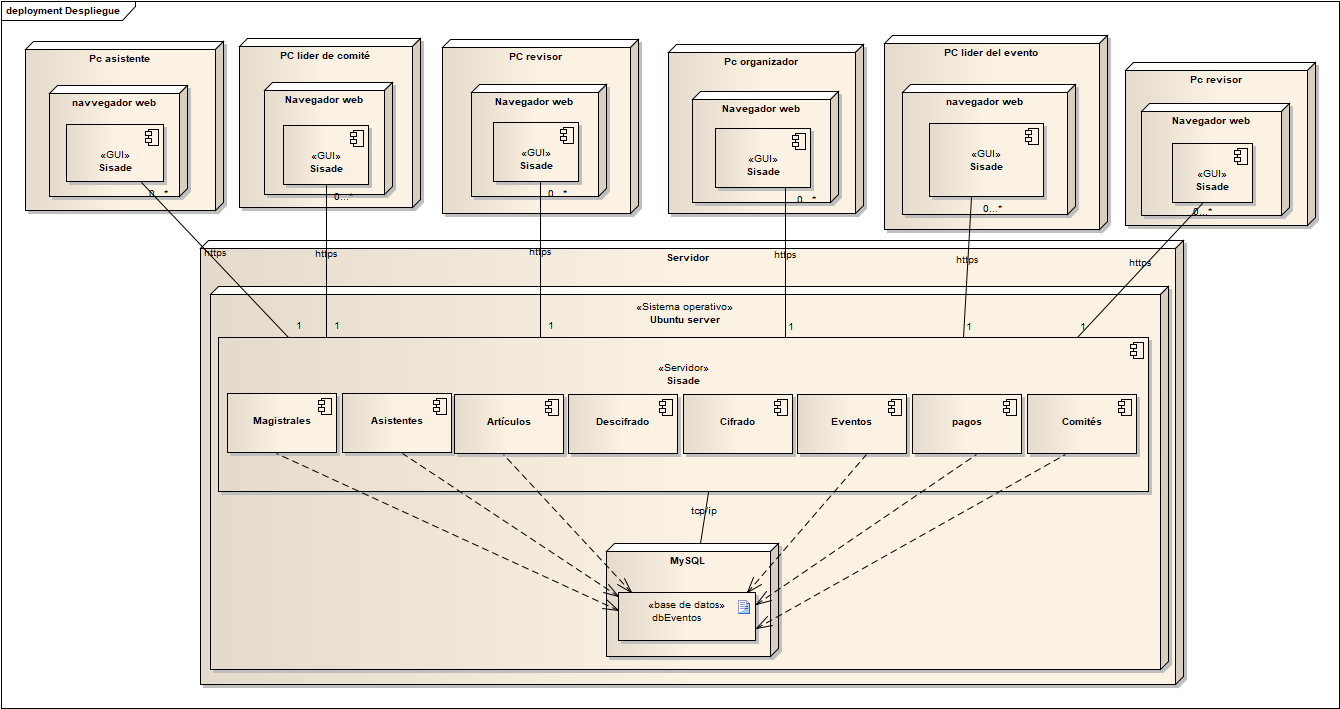 deployment Despliegue
Pc asistente
navvegador web
«GUI»
Sisade
0...*
PC lider de comité
Navegador web
«GUI»
Sisade
0...*
PC revisor
Navegador web
«GUI»
Sisade
0...*
Pc organizador
Navegador web
«GUI»
Sisade
0...*
PC lider del evento
navegador web
«GUI»
Sisade
0...*
Pc revisor
Navegador web
«GUI»
Sisade
0...*
https
https
https
https
https
https
Servidor
«Sistema operativo»
Ubuntu server
1
1
1
1
1
1
«Servidor»
Sisade
Magistrales
Asistentes
Artículos
Descifrado
Cifrado
Eventos
pagos
Comités
tcp/ip
MySQL
«base de datos»
dbEventos